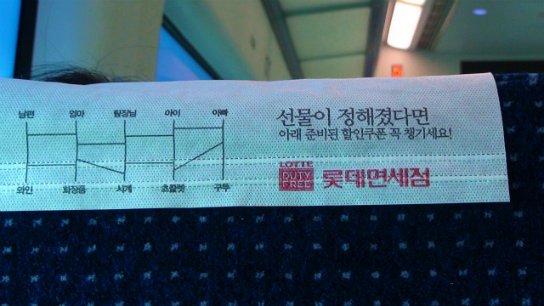 남편 엄마 팀장님 아이 아빠
와인 화장품 시계 초콜렛 구두
선물이 정해졌다면
아래 준비된 할인쿠폰 꼭 챙기세요!
LOTTE
DUTY
FREE
롯데면세점